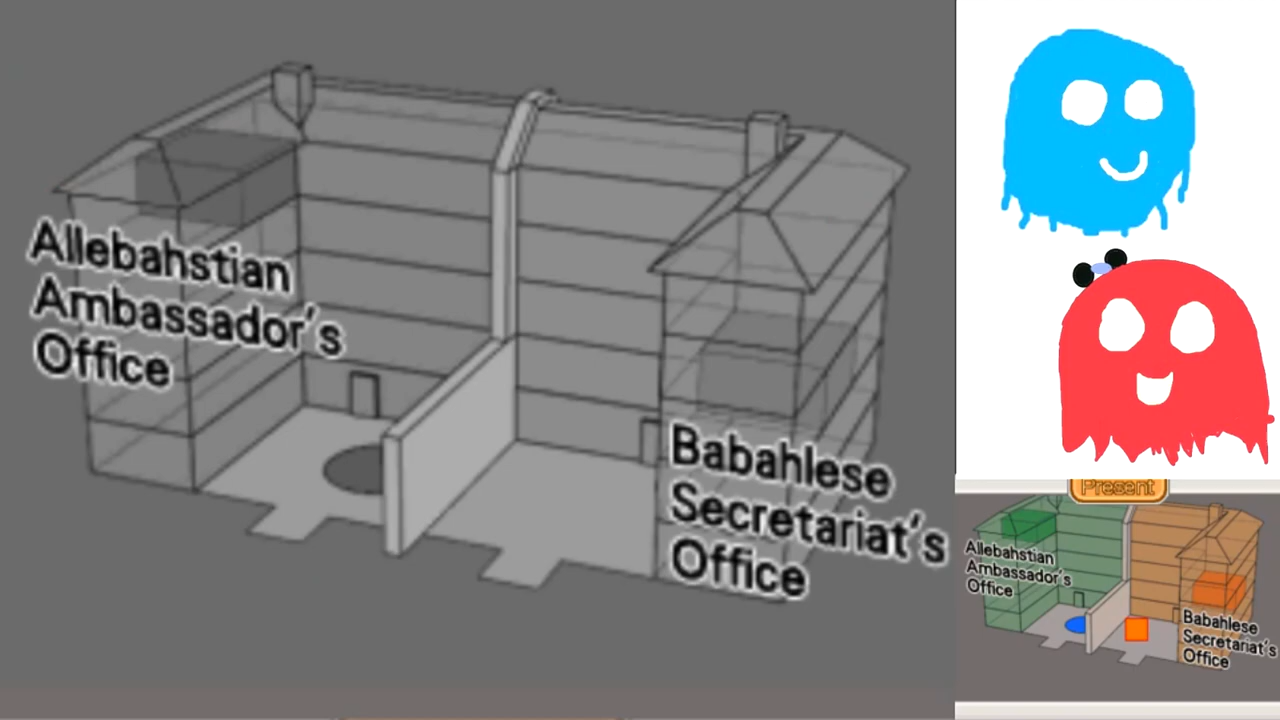 Allebahstian
Ambassador's
Office
Babahlese
Secretariat's
Office
Present
Allebahstian
Ambassador's
Office
Babahlese
Secretariat's
Office